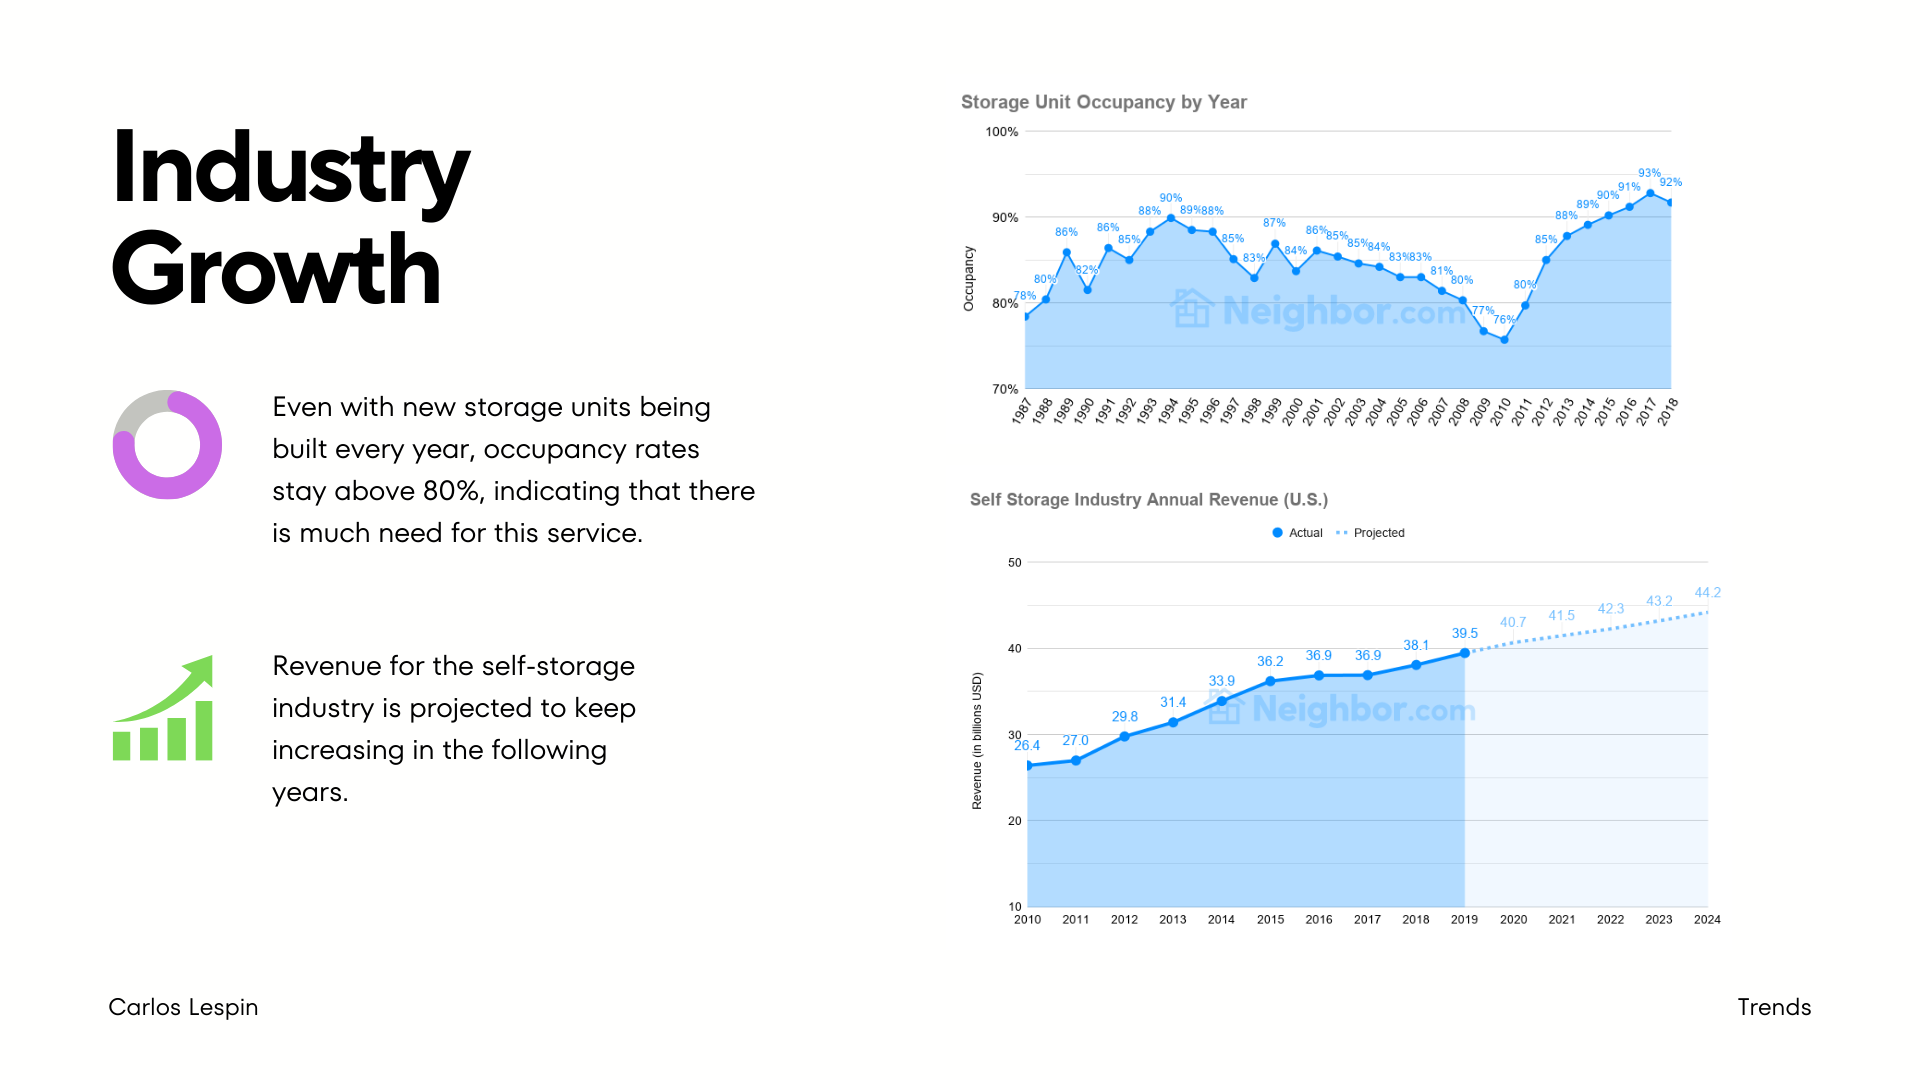 Industry
Growth
Even with new storage units being
built every year, occupancy rates
stay above 80%, indicating that there
is much need for this service.
Revenue for the self-storage
industry is projected to keep
increasing in the following
years.
Carlos Lespin
Storage Unit Occupancy by Year
Occupancy
100%
90%
80%
70%
78% 80% 86% 82% 86% 85% 88% 90% 89% 88% 85% 83% 87% 84% 86% 85% 85% 84% 83% 83% 81% 80% 77% 76% 80% 85% 88% 89% 90% 91% 93% 92%
Neighbor.com
1987 1988 1989 1990 1991 1992 1993 1994 1995 1996 1997 1998 1999 2000 2001 2002 2003 2004 2005 2006 2007 2008 2009 2010 2011 2012 2013 2014 2015 2016 2017 2018
Self Storage Industry Annual Revenue (U.S.)
Actual Projected
Revenue (in billions USD)
50
40
30
20
10
26.4 27.0 29.8 31.4 33.9 36.2 36.9 36.9 38.1 39.5 40.7 41.5 42.3 43.2 44.2
Neighbor.com
2010 2011 2012 2013 2014 2015 2016 2017 2018 2019 2020 2021 2022 2023 2024
Trends